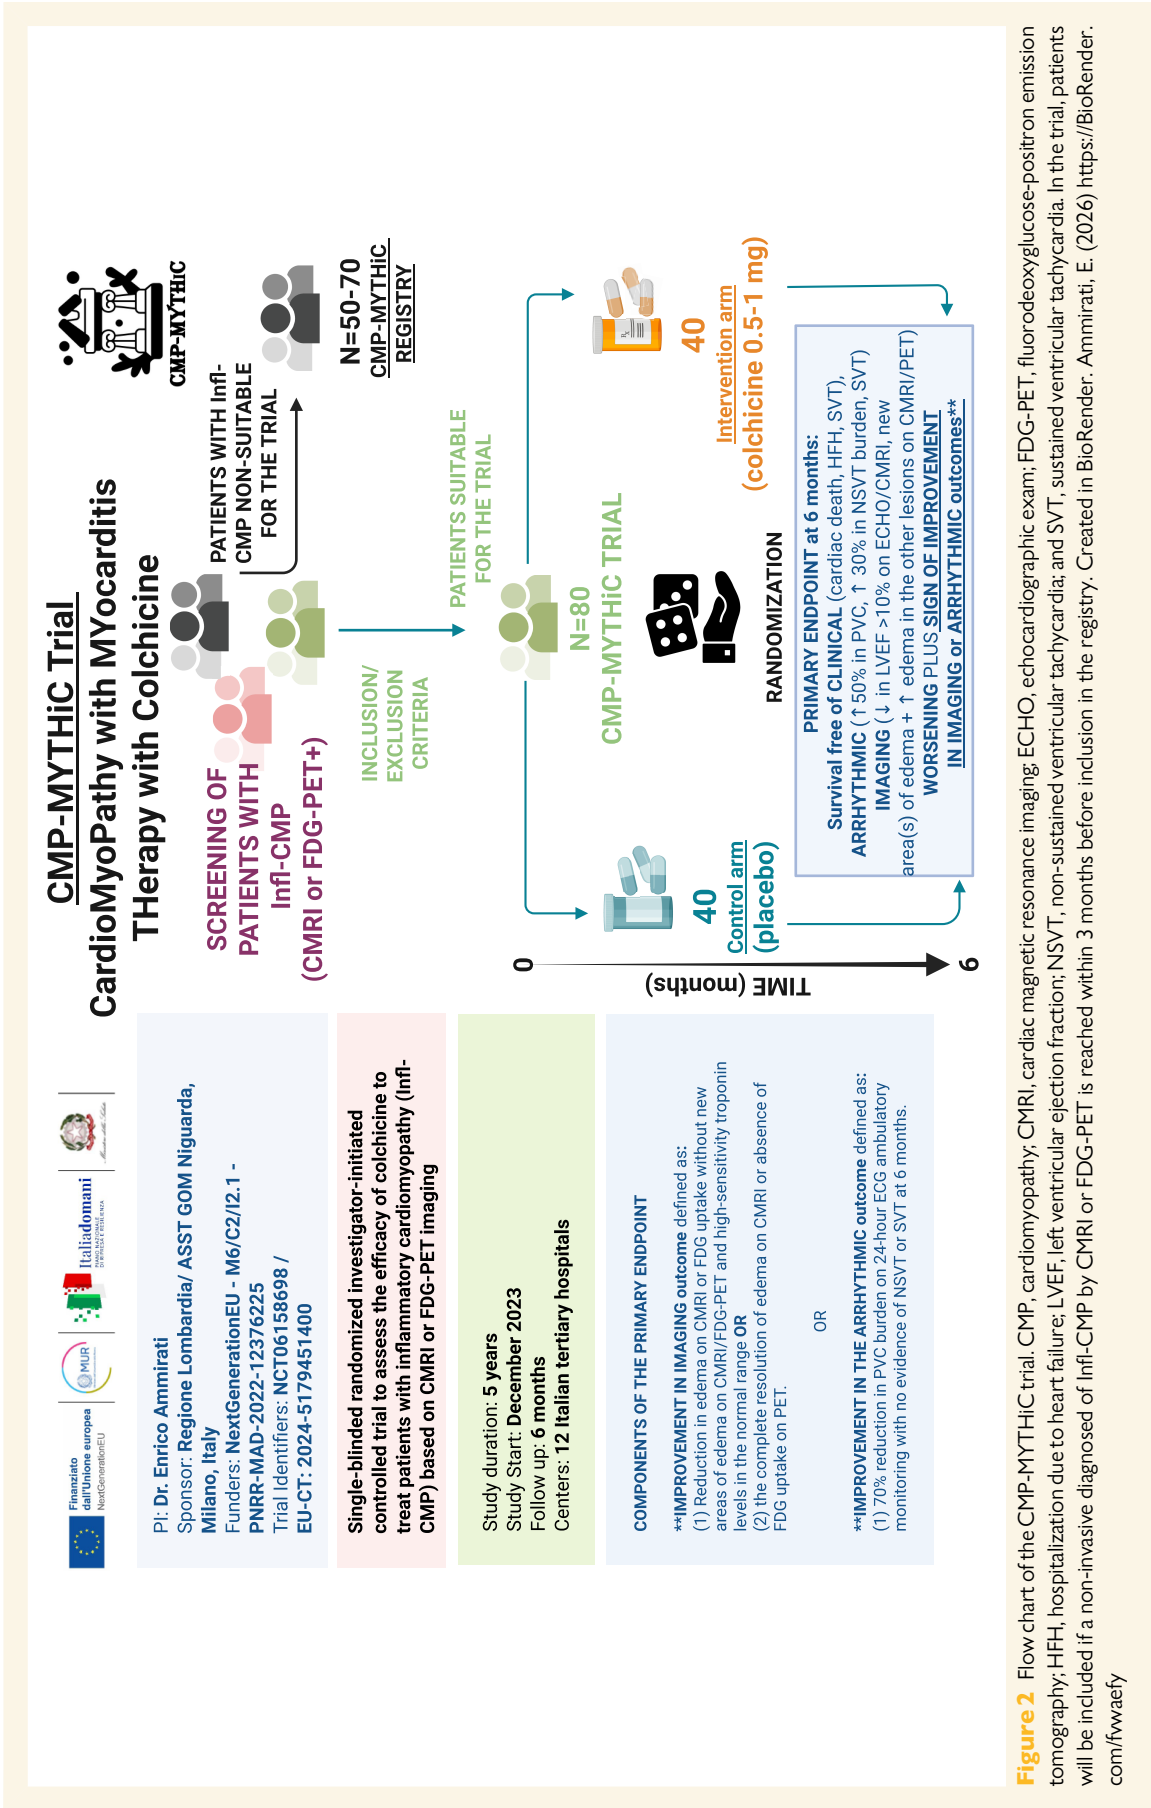 Finanziato
dall'Unione europea
NextGenerationEU
MUR
Italiadomani
PIANO NAZIONALE
DI RIPRESA E RESILIENZA
PI: Dr. Enrico Ammirati
Sponsor: Regione Lombardia/ ASST GOM Niguarda,
Milano, Italy
Funders: NextGenerationEU - M6/C2/I2.1 -
PNRR-MAD-2022-12376225
Trial Identifiers: NCT06158698 /
EU-CT: 2024-5179451400
Single-blinded randomized investigator-initiated
controlled trial to assess the efficacy of colchicine to
treat patients with inflammatory cardiomyopathy (Infl-
CMP) based on CMRI or FDG-PET imaging
Study duration: 5 years
Study Start: December 2023
Follow up: 6 months
Centers: 12 Italian tertiary hospitals
COMPONENTS OF THE PRIMARY ENDPOINT
**IMPROVEMENT IN IMAGING outcome defined as:
(1) Reduction in edema on CMRI or FDG uptake without new
areas of edema on CMRI/FDG-PET and high-sensitivity troponin
levels in the normal range OR
(2) the complete resolution of edema on CMRI or absence of
FDG uptake on PET.
OR
**IMPROVEMENT IN THE ARRHYTHMIC outcome defined as:
(1) 70% reduction in PVC burden on 24-hour ECG ambulatory
monitoring with no evidence of NSVT or SVT at 6 months.
CMP-MYTHiC Trial
CardioMyoPathy with MYocarditis
THerapy with Colchicine
CMP-MYTHiC
SCREENING OF
PATIENTS WITH
Infl-CMP
(CMRI or FDG-PET+)
PATIENTS WITH Infl-
CMP NON-SUITABLE
FOR THE TRIAL
N=50-70
CMP-MYTHiC
REGISTRY
INCLUSION/
EXCLUSION
CRITERIA
PATIENTS SUITABLE
FOR THE TRIAL
N=80
CMP-MYTHiC TRIAL
RANDOMIZATION
0
TIME (months)
6
40
Control arm
(placebo)
Rx
40
Intervention arm
(colchicine 0.5-1 mg)
PRIMARY ENDPOINT at 6 months:
Survival free of CLINICAL (cardiac death, HFH, SVT),
ARRHYTHMIC (↑50% in PVC, ↑ 30% in NSVT burden, SVT)
IMAGING (↓ in LVEF >10% on ECHO/CMRI, new
area(s) of edema + ↑ edema in the other lesions on CMRI/PET)
WORSENING PLUS SIGN OF IMPROVEMENT
IN IMAGING or ARRHYTHMIC outcomes**
Figure 2 Flow chart of the CMP-MYTHiC trial. CMP, cardiomyopathy; CMRI, cardiac magnetic resonance imaging; ECHO, echocardiographic exam; FDG-PET, fluorodeoxyglucose-positron emission
tomography; HFH, hospitalization due to heart failure; LVEF, left ventricular ejection fraction; NSVT, non-sustained ventricular tachycardia; and SVT, sustained ventricular tachycardia. In the trial, patients
will be included if a non-invasive diagnosed of Infl-CMP by CMRI or FDG-PET is reached within 3 months before inclusion in the registry. Created in BioRender. Ammirati, E. (2026) https://BioRender.
com/fvwaefy